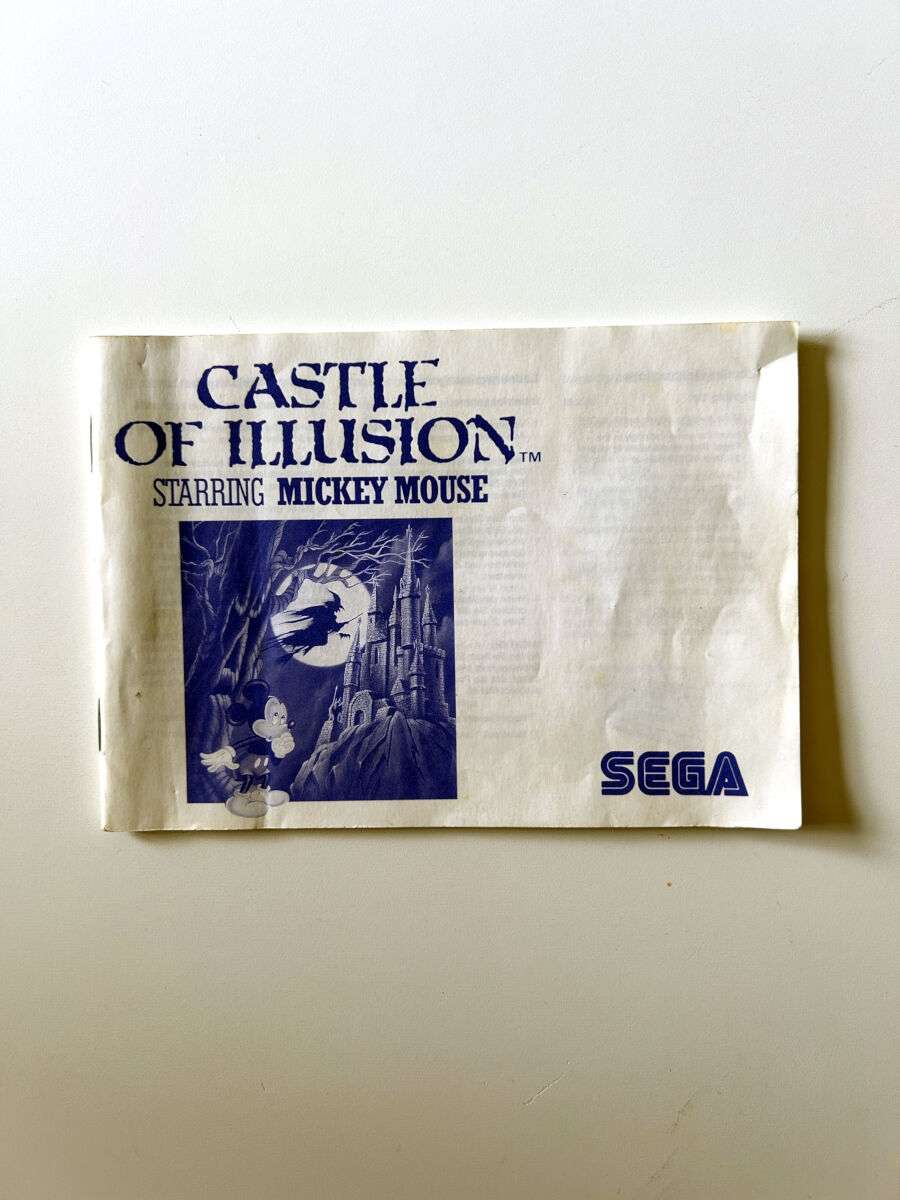 CASTLE
OF ILLUSION™
STARRING MICKEY MOUSE
SEGA